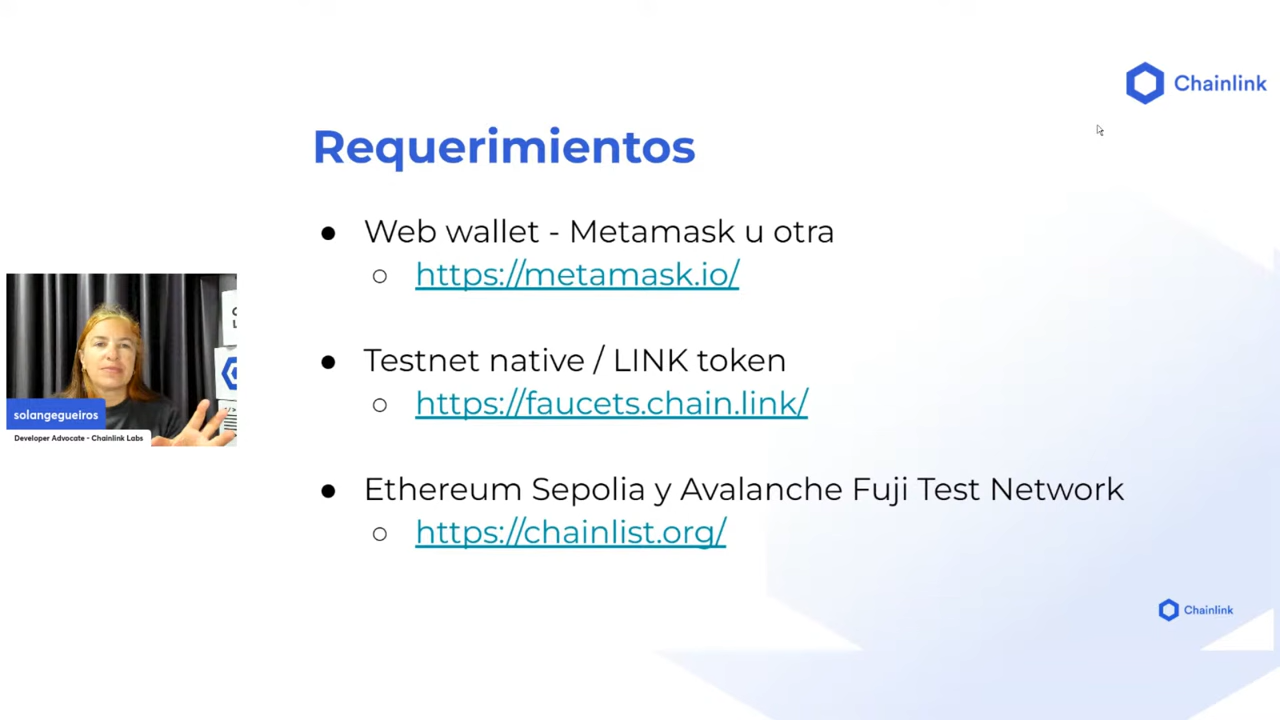 Chainlink
Requerimientos
● Web wallet - Metamask u otra
○ https://metamask.io/
● Testnet native / LINK token
○ https://faucets.chain.link/
● Ethereum Sepolia y Avalanche Fuji Test Network
○ https://chainlist.org/
solangegueiros
Developer Advocate - Chainlink Labs
Chainlink